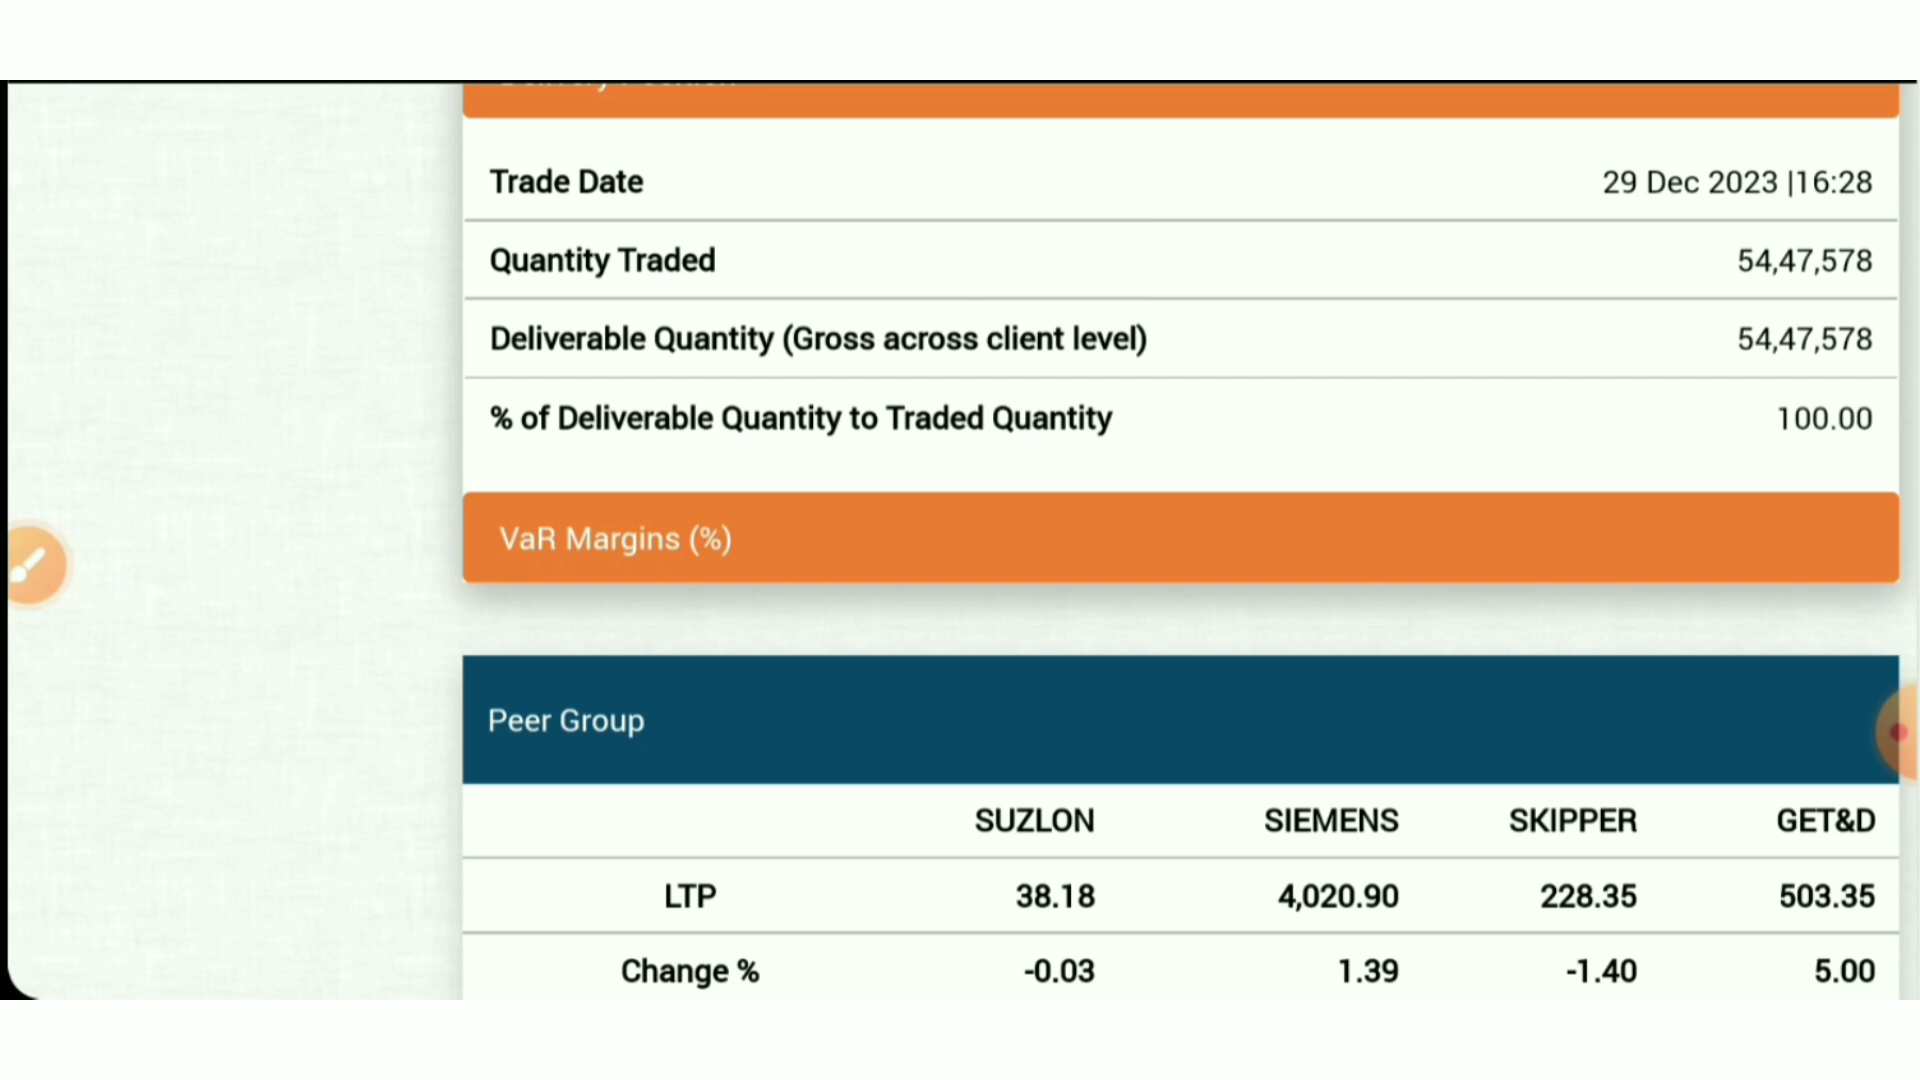 Trade Date 29 Dec 2023 |16:28
Quantity Traded 54,47,578
Deliverable Quantity (Gross across client level) 54,47,578
% of Deliverable Quantity to Traded Quantity 100.00
VaR Margins (%)
Peer Group
SUZLON SIEMENS SKIPPER GET&D
LTP 38.18 4,020.90 228.35 503.35
Change % -0.03 1.39 -1.40 5.00